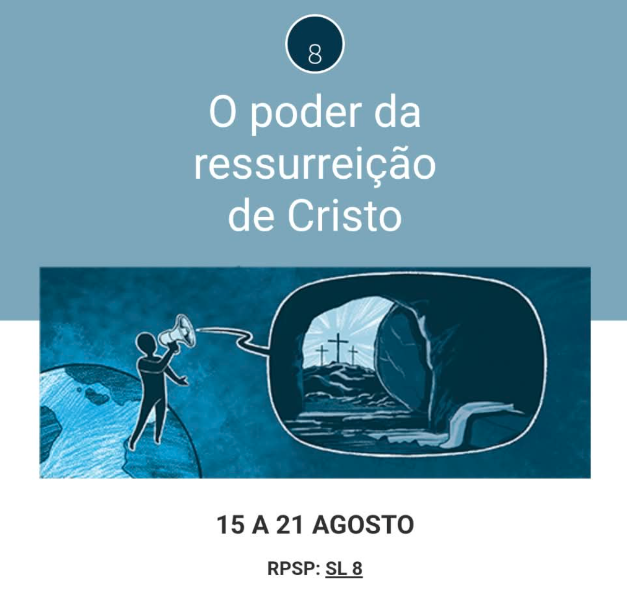 8
O poder da
ressurreição
de Cristo
15 A 21 AGOSTO
RPSP: SL 8